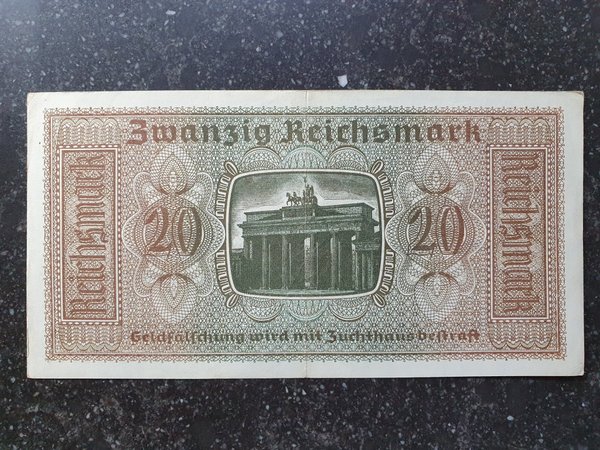 Zwanzig Reichsmark
Reichsmark
20
20
Reichsmark
Geldfälschung wird mit Zuchthaus bestraft